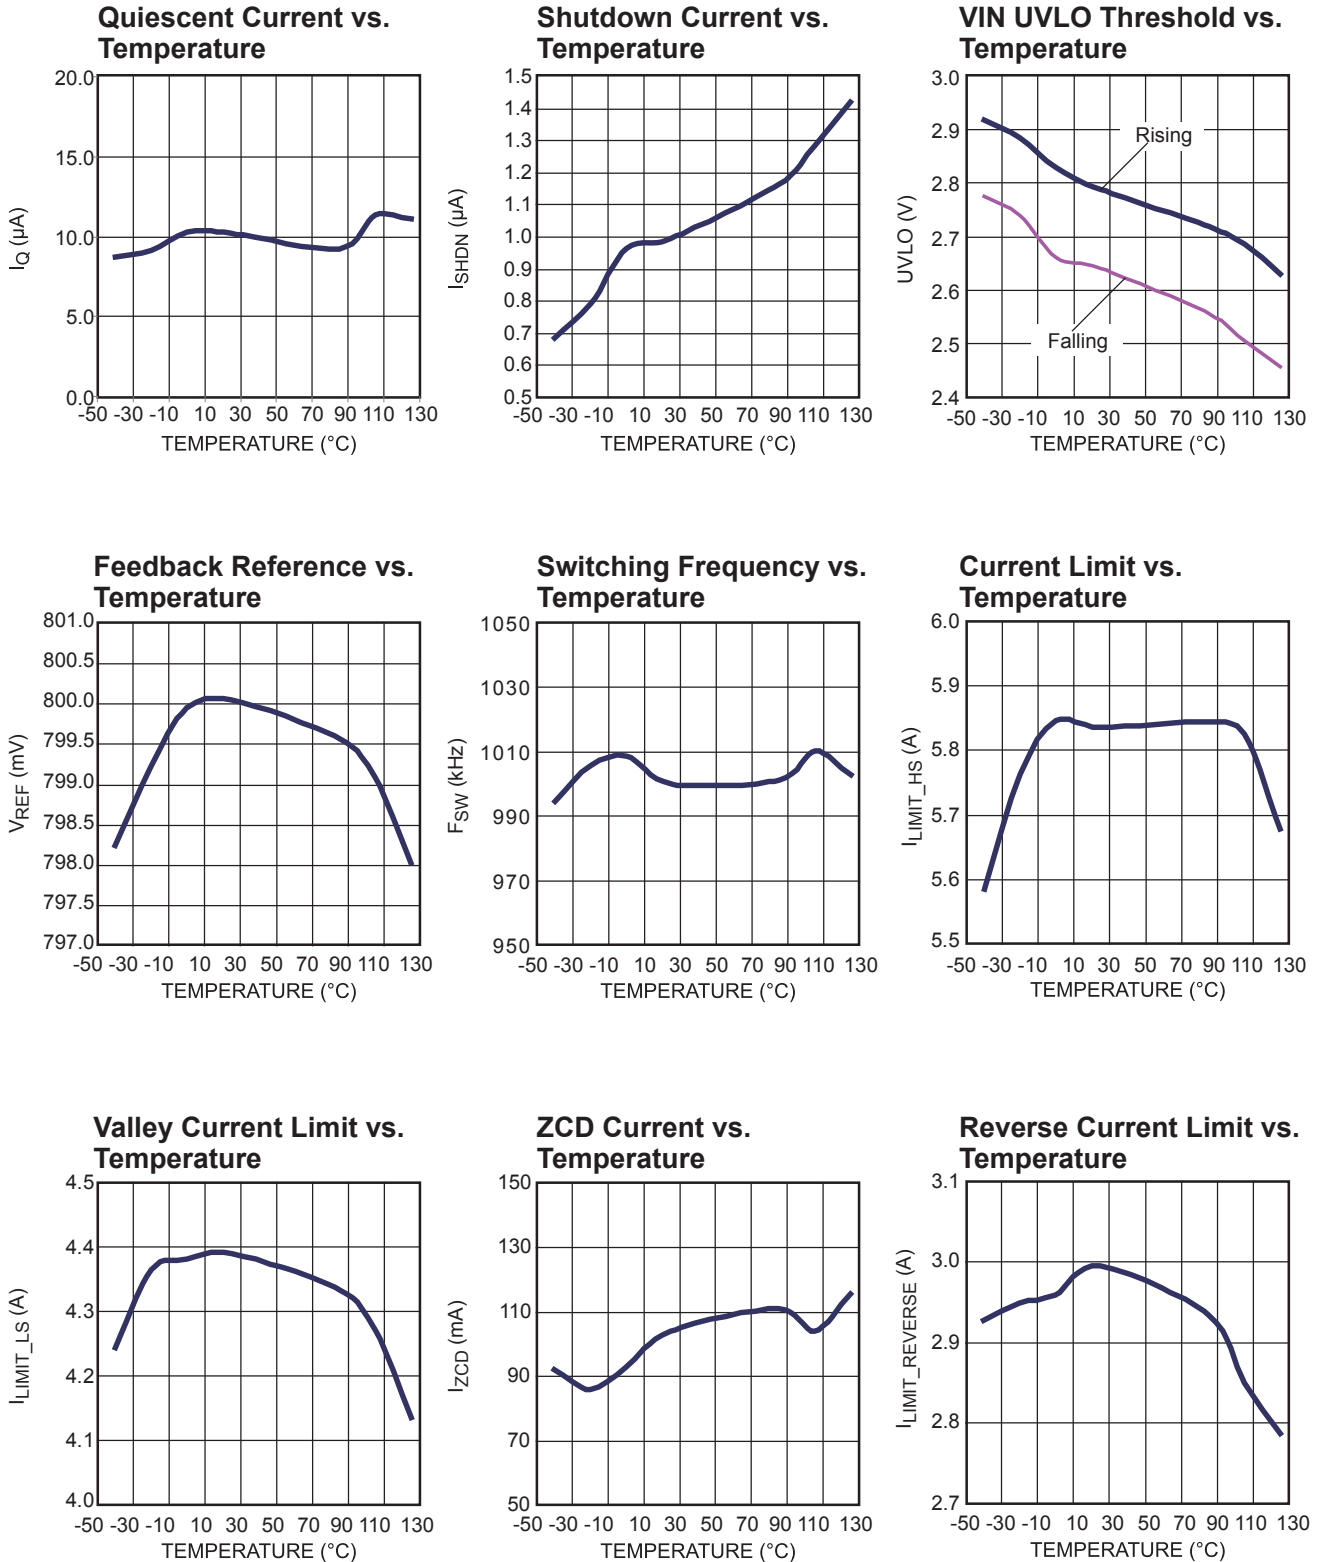 Quiescent Current vs.
Temperature
20.0
15.0
10.0
5.0
0.0
IQ (µA)
-50 -30 -10 10 30 50 70 90 110 130
TEMPERATURE (°C)
Shutdown Current vs.
Temperature
1.5
1.4
1.3
1.2
1.1
1.0
0.9
0.8
0.7
0.6
0.5
ISHDN (µA)
-50 -30 -10 10 30 50 70 90 110 130
TEMPERATURE (°C)
VIN UVLO Threshold vs.
Temperature
3.0
2.9
2.8
2.7
2.6
2.5
2.4
UVLO (V)
Rising
Falling
-50 -30 -10 10 30 50 70 90 110 130
TEMPERATURE (°C)
Feedback Reference vs.
Temperature
801.0
800.5
800.0
799.5
799.0
798.5
798.0
797.5
797.0
VREF (mV)
-50 -30 -10 10 30 50 70 90 110 130
TEMPERATURE (°C)
Switching Frequency vs.
Temperature
1050
1030
1010
990
970
950
FSW (kHz)
-50 -30 -10 10 30 50 70 90 110 130
TEMPERATURE (°C)
Current Limit vs.
Temperature
6.0
5.9
5.8
5.7
5.6
5.5
ILIMIT_HS (A)
-50 -30 -10 10 30 50 70 90 110 130
TEMPERATURE (°C)
Valley Current Limit vs.
Temperature
4.5
4.4
4.3
4.2
4.1
4.0
ILIMIT_LS (A)
-50 -30 -10 10 30 50 70 90 110 130
TEMPERATURE (°C)
ZCD Current vs.
Temperature
150
130
110
90
70
50
IZCD (mA)
-50 -30 -10 10 30 50 70 90 110 130
TEMPERATURE (°C)
Reverse Current Limit vs.
Temperature
3.1
3.0
2.9
2.8
2.7
ILIMIT_REVERSE (A)
-50 -30 -10 10 30 50 70 90 110 130
TEMPERATURE (°C)